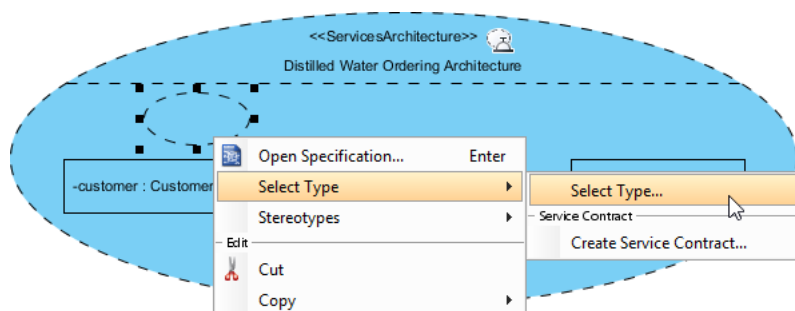 <<ServicesArchitecture>>
Distilled Water Ordering Architecture
-customer : Customer
Open Specification... Enter
Select Type
Stereotypes
Edit
Cut
Copy
Select Type...
Service Contract
Create Service Contract...